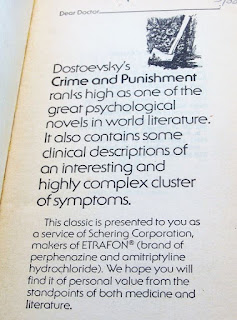 Dear Doctor
Dostoevsky's
Crime and Punishment
ranks high as one of the
great psychological
novels in world literature.
It also contains some
clinical descriptions of
an interesting and
highly complex cluster
of symptoms.
This classic is presented to you as
a service of Schering Corporation,
makers of ETRAFON® (brand of
perphenazine and amitriptyline
hydrochloride). We hope you will
find it of personal value from the
standpoints of both medicine and
literature.